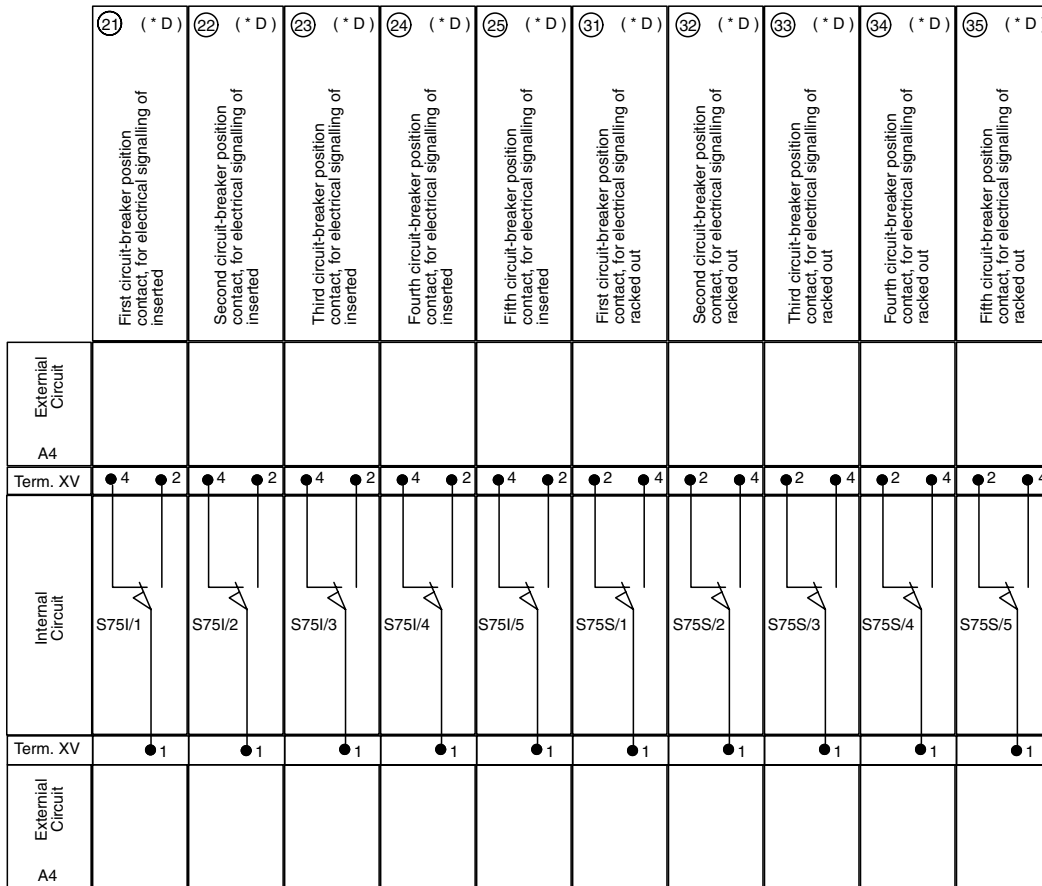 21 ( * D )
22 ( * D )
23 ( * D )
24 ( * D )
25 ( * D )
31 ( * D )
32 ( * D )
33 ( * D )
34 ( * D )
35 ( * D )
First circuit-breaker position
contact, for electrical signalling of
inserted
Second circuit-breaker position
contact, for electrical signalling of
inserted
Third circuit-breaker position
contact, for electrical signalling of
inserted
Fourth circuit-breaker position
contact, for electrical signalling of
inserted
Fifth circuit-breaker position
contact, for electrical signalling of
inserted
First circuit-breaker position
contact, for electrical signalling of
racked out
Second circuit-breaker position
contact, for electrical signalling of
racked out
Third circuit-breaker position
contact, for electrical signalling of
racked out
Fourth circuit-breaker position
contact, for electrical signalling of
racked out
Fifth circuit-breaker position
contact, for electrical signalling of
racked out
Externial
Circuit
A4
Term. XV 4 2 4 2 4 2 4 2 4 2 2 4 2 4 2 4 2 4 2 4
Internal
Circuit
S75I/1 S75I/2 S75I/3 S75I/4 S75I/5 S75S/1 S75S/2 S75S/3 S75S/4 S75S/5
Term. XV 1 1 1 1 1 1 1 1 1 1
Externial
Circuit
A4